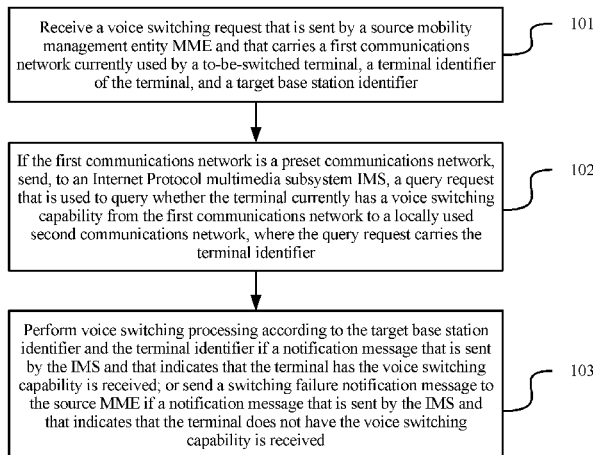 Receive a voice switching request that is sent by a source mobility
management entity MME and that carries a first communications
network currently used by a to-be-switched terminal, a terminal identifier
of the terminal, and a target base station identifier
101
If the first communications network is a preset communications network,
send, to an Internet Protocol multimedia subsystem IMS, a query request
that is used to query whether the terminal currently has a voice switching
capability from the first communications network to a locally used
second communications network, where the query request carries the
terminal identifier
102
Perform voice switching processing according to the target base station
identifier and the terminal identifier if a notification message that is sent
by the IMS and that indicates that the terminal has the voice switching
capability is received; or send a switching failure notification message to
the source MME if a notification message that is sent by the IMS and
that indicates that the terminal does not have the voice switching
capability is received
103